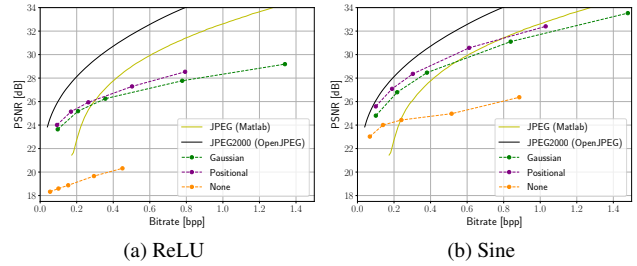 34
32
30
28
26
24
22
20
18
PSNR [dB]
JPEG (Matlab)
JPEG2000 (OpenJPEG)
Gaussian
Positional
None
0.0 0.2 0.4 0.6 0.8 1.0 1.2 1.4
Bitrate [bpp]
(a) ReLU
34
32
30
28
26
24
22
20
18
PSNR [dB]
JPEG (Matlab)
JPEG2000 (OpenJPEG)
Gaussian
Positional
None
0.0 0.2 0.4 0.6 0.8 1.0 1.2 1.4
Bitrate [bpp]
(b) Sine